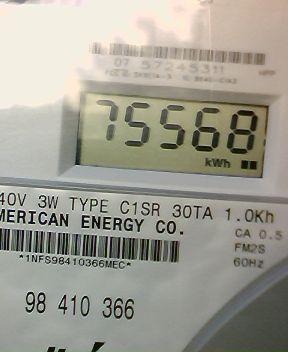 07 57245311
75568
kWh
40V 3W TYPE C1SR 30TA 1.0Kh
MERICAN ENERGY CO.
CA 0.5
FM2S
60Hz
*1NFS98410366MEC*
98 410 366